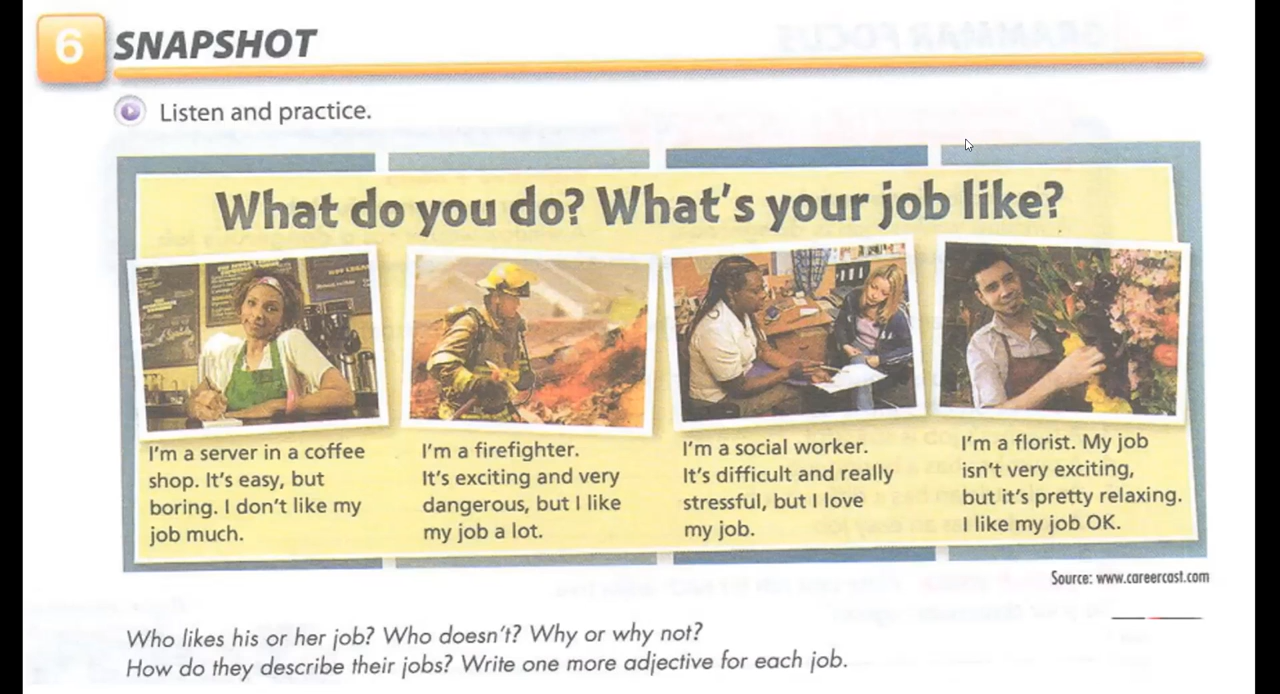 6 SNAPSHOT
Listen and practice.
What do you do? What's your job like?
I'm a server in a coffee
shop. It's easy, but
boring. I don't like my
job much.
I'm a firefighter.
It's exciting and very
dangerous, but I like
my job a lot.
I'm a social worker.
It's difficult and really
stressful, but I love
my job.
I'm a florist. My job
isn't very exciting,
but it's pretty relaxing.
I like my job OK.
Source: www.careercast.com
Who likes his or her job? Who doesn't? Why or why not?
How do they describe their jobs? Write one more adjective for each job.